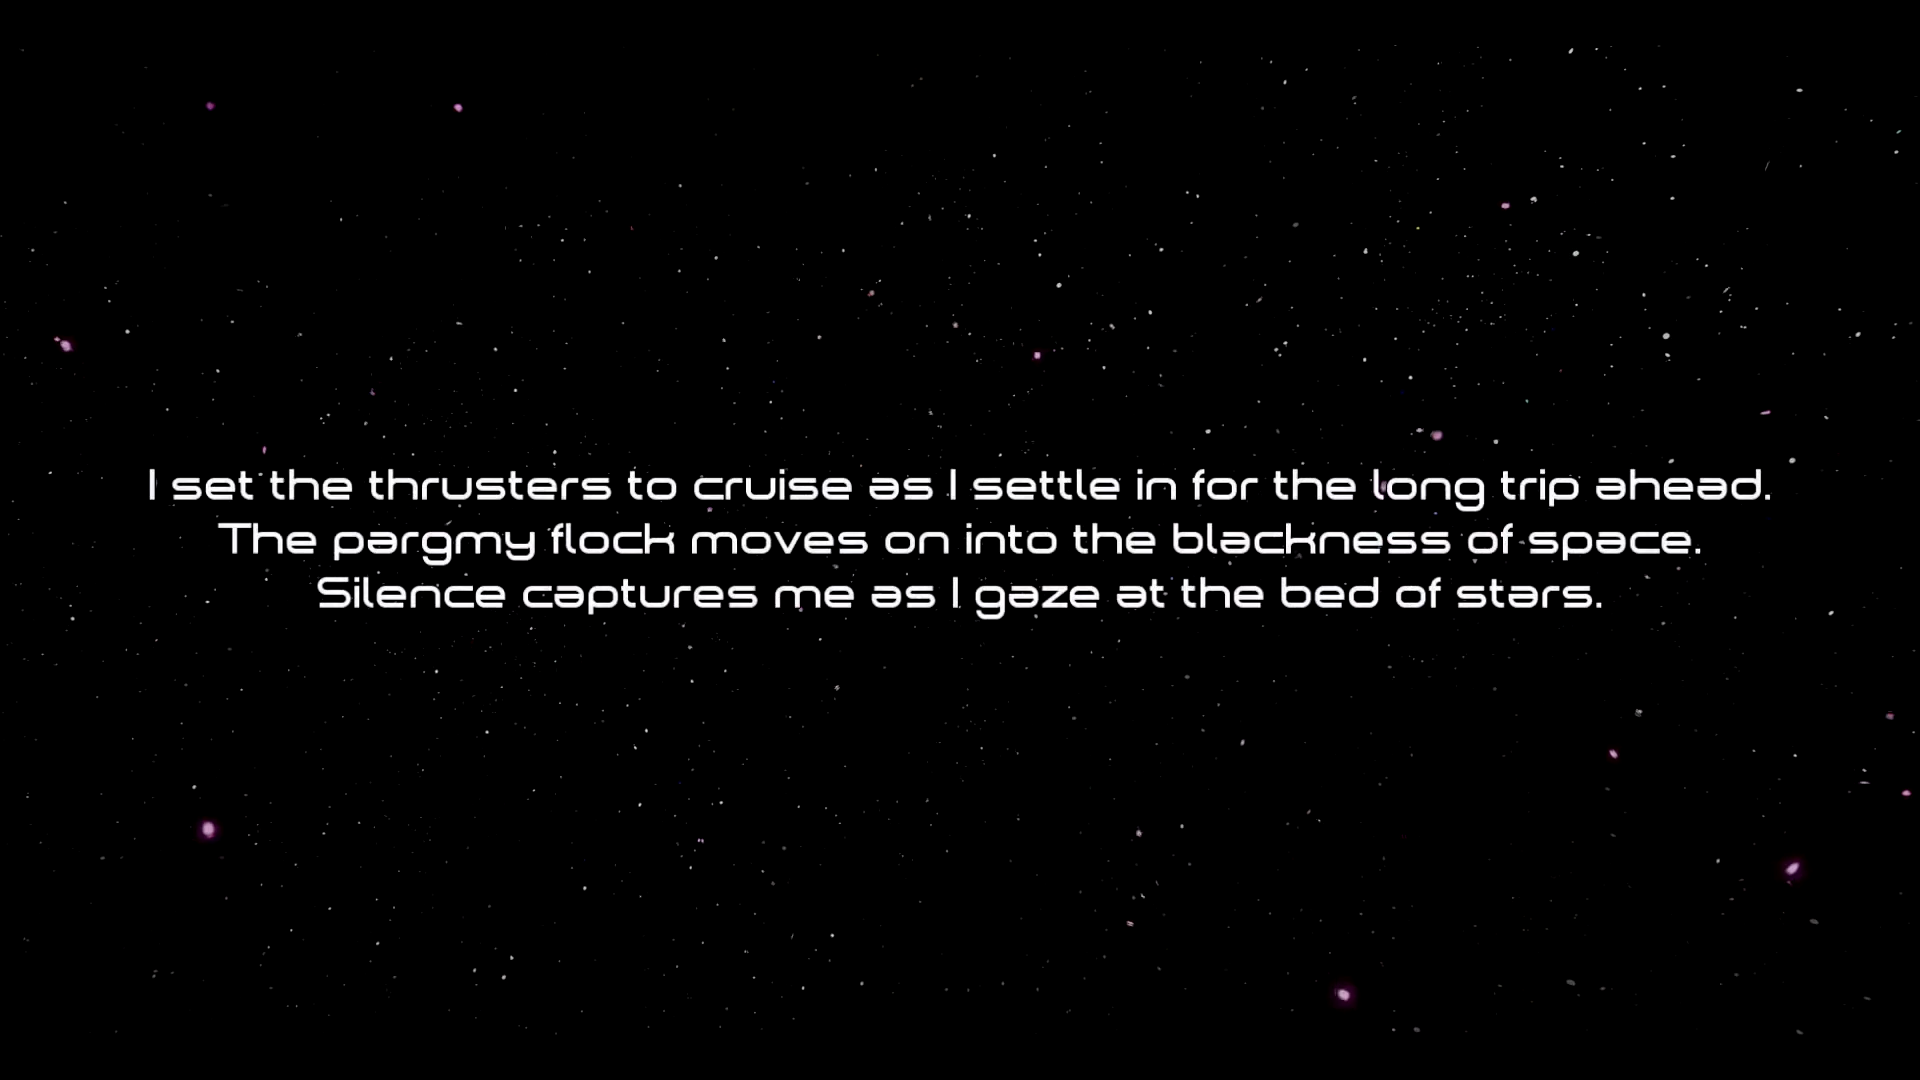 I set the thrusters to cruise as I settle in for the long trip ahead.
The pargmy flock moves on into the blackness of space.
Silence captures me as I gaze at the bed of stars.